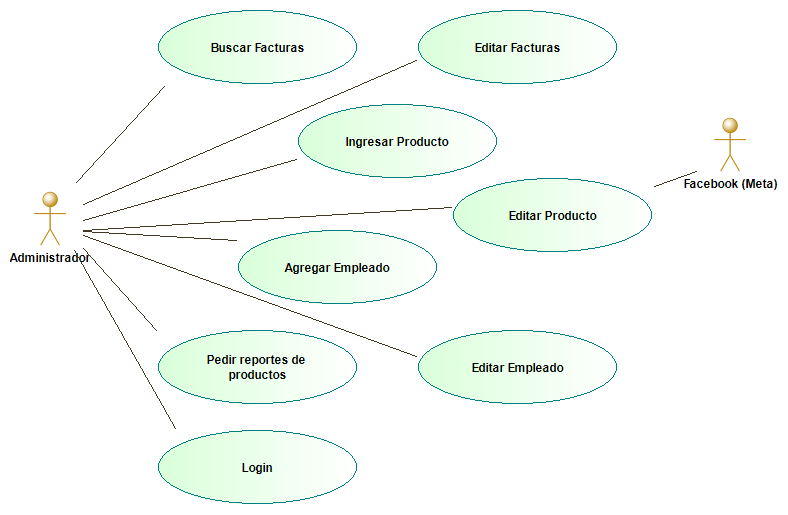 Buscar Facturas
Editar Facturas
Ingresar Producto
Facebook (Meta)
Editar Producto
Administrador
Agregar Empleado
Pedir reportes de
productos
Editar Empleado
Login